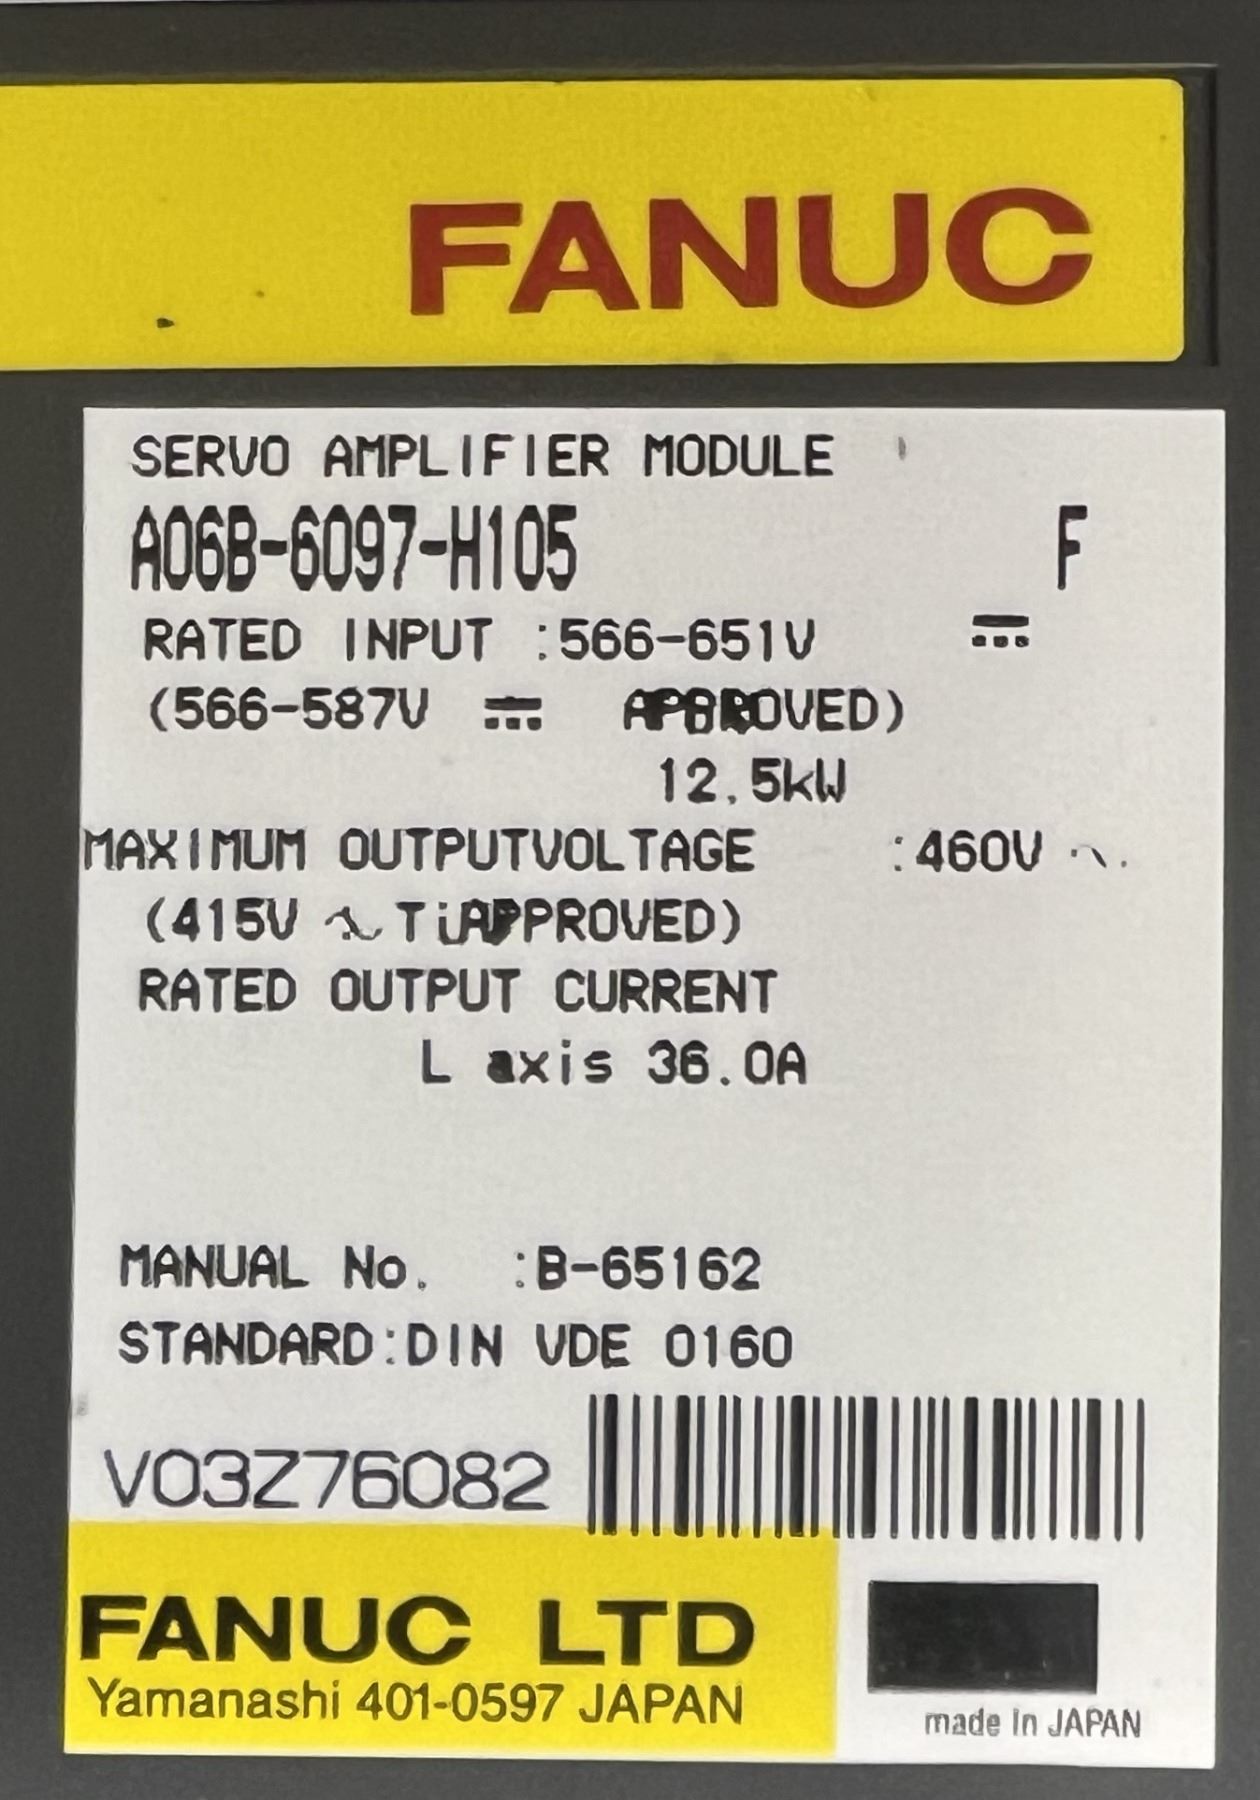 FANUC
SERVO AMPLIFIER MODULE
A06B-6097-H105 F
RATED INPUT :566-651V ⎓
(566-587V ⎓ APPROVED)
12.5kW
MAXIMUM OUTPUTVOLTAGE :460V
(415V APPROVED)
RATED OUTPUT CURRENT
L axis 36.0A
MANUAL No. :B-65162
STANDARD:DIN VDE 0160
V03Z76082
FANUC LTD
Yamanashi 401-0597 JAPAN
made in JAPAN